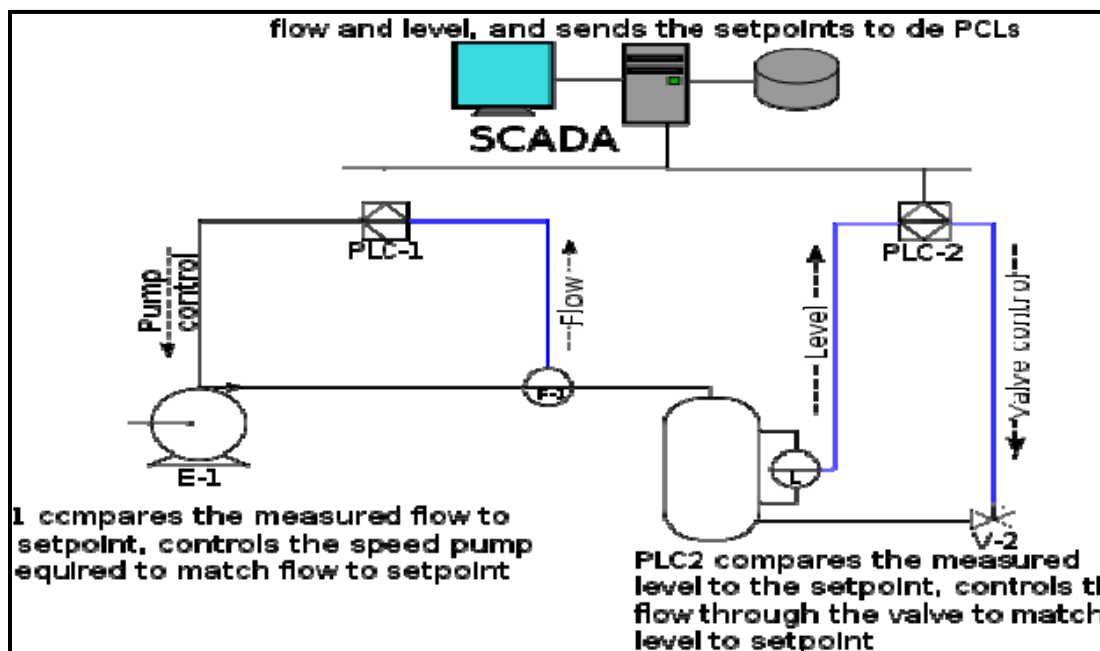 flow and level, and sends the setpoints to de PCLs
SCADA
PLC-1
PLC-2
Pump
control
Flow
Level
Valve control
F-1
L
E-1
V-2
1 compares the measured flow to
setpoint, controls the speed pump
equired to match flow to setpoint
PLC2 compares the measured
level to the setpoint, controls th
flow through the valve to match
level to setpoint